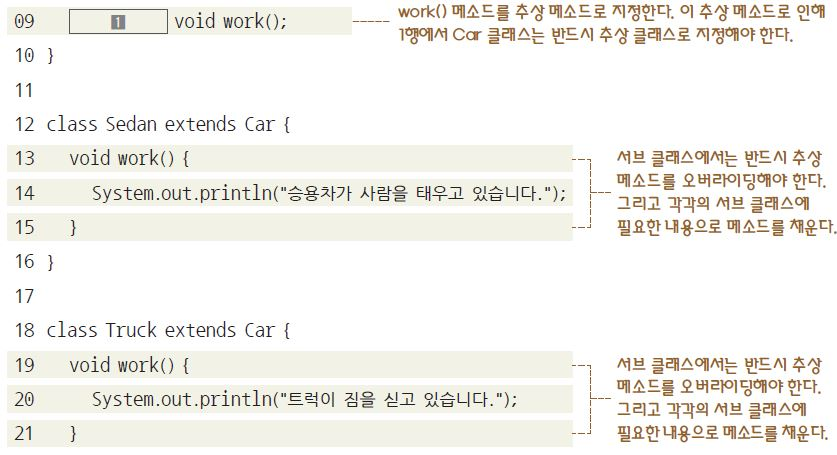 09 1 void work();
work() 메소드를 추상 메소드로 지정한다. 이 추상 메소드로 인해
1행에서 Car 클래스는 반드시 추상 클래스로 지정해야 한다.
10 }
11
12 class Sedan extends Car {
13 void work() {
14 System.out.println("승용차가 사람을 태우고 있습니다.");
15 }
서브 클래스에서는 반드시 추상
메소드를 오버라이딩해야 한다.
그리고 각각의 서브 클래스에
필요한 내용으로 메소드를 채운다.
16 }
17
18 class Truck extends Car {
19 void work() {
20 System.out.println("트럭이 짐을 싣고 있습니다.");
21 }
서브 클래스에서는 반드시 추상
메소드를 오버라이딩해야 한다.
그리고 각각의 서브 클래스에
필요한 내용으로 메소드를 채운다.